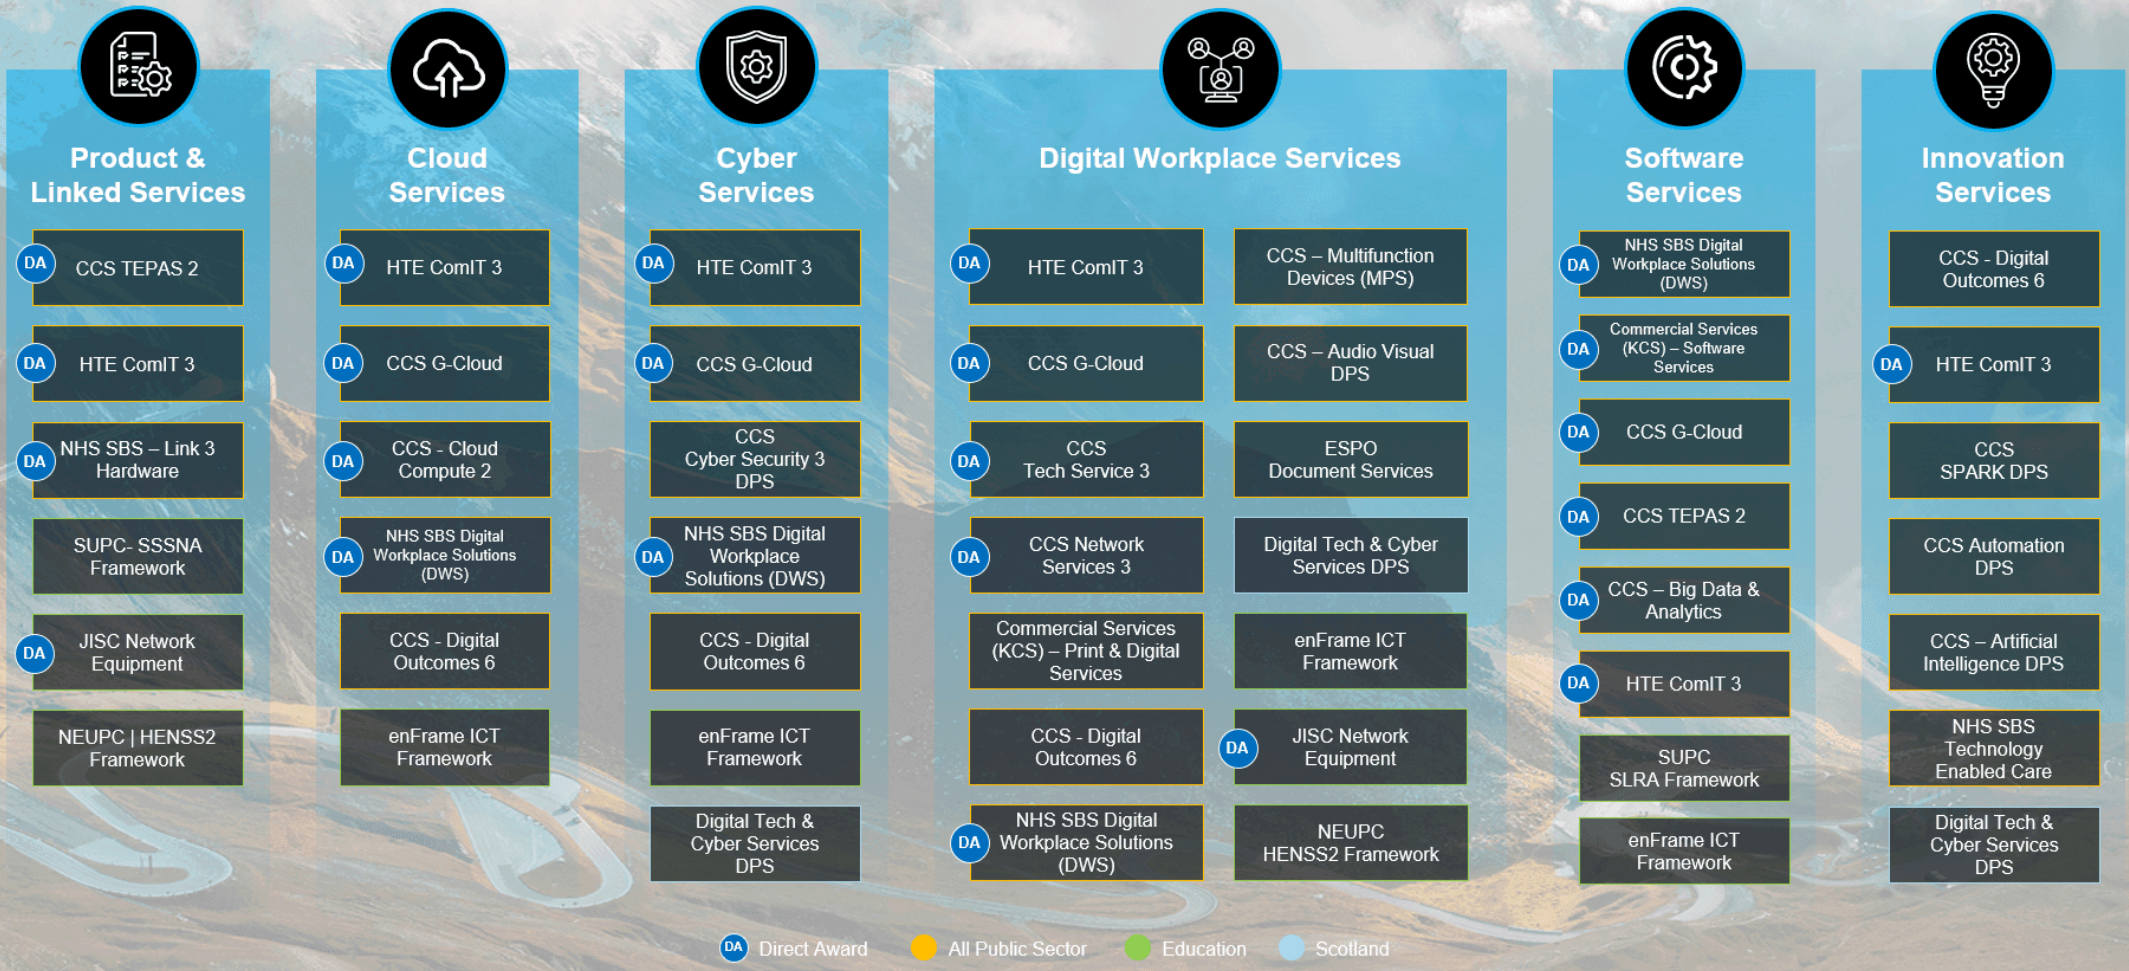 Product &
Linked Services
DA
CCS TEPAS 2
DA
HTE ComIT 3
DA
NHS SBS – Link 3
Hardware
SUPC- SSSNA
Framework
DA
JISC Network
Equipment
NEUPC | HENSS2
Framework
Cloud
Services
DA
HTE ComIT 3
DA
CCS G-Cloud
DA
CCS - Cloud
Compute 2
DA
NHS SBS Digital
Workplace Solutions
(DWS)
CCS - Digital
Outcomes 6
enFrame ICT
Framework
Cyber
Services
DA
HTE ComIT 3
DA
CCS G-Cloud
CCS
Cyber Security 3
DPS
DA
NHS SBS Digital
Workplace
Solutions (DWS)
CCS - Digital
Outcomes 6
enFrame ICT
Framework
Digital Tech &
Cyber Services
DPS
Digital Workplace Services
DA
HTE ComIT 3
DA
CCS G-Cloud
DA
CCS
Tech Service 3
DA
CCS Network
Services 3
Commercial Services
(KCS) – Print & Digital
Services
CCS - Digital
Outcomes 6
DA
NHS SBS Digital
Workplace Solutions
(DWS)
CCS – Multifunction
Devices (MPS)
CCS – Audio Visual
DPS
ESPO
Document Services
Digital Tech & Cyber
Services DPS
enFrame ICT
Framework
DA
JISC Network
Equipment
NEUPC
HENSS2 Framework
Software
Services
DA
NHS SBS Digital
Workplace Solutions
(DWS)
DA
Commercial Services
(KCS) – Software
Services
DA
CCS G-Cloud
DA
CCS TEPAS 2
DA
CCS – Big Data &
Analytics
DA
HTE ComIT 3
SUPC
SLRA Framework
enFrame ICT
Framework
Innovation
Services
CCS - Digital
Outcomes 6
DA
HTE ComIT 3
CCS
SPARK DPS
CCS Automation
DPS
CCS – Artificial
Intelligence DPS
NHS SBS
Technology
Enabled Care
Digital Tech &
Cyber Services
DPS
DA Direct Award
All Public Sector
Education
Scotland